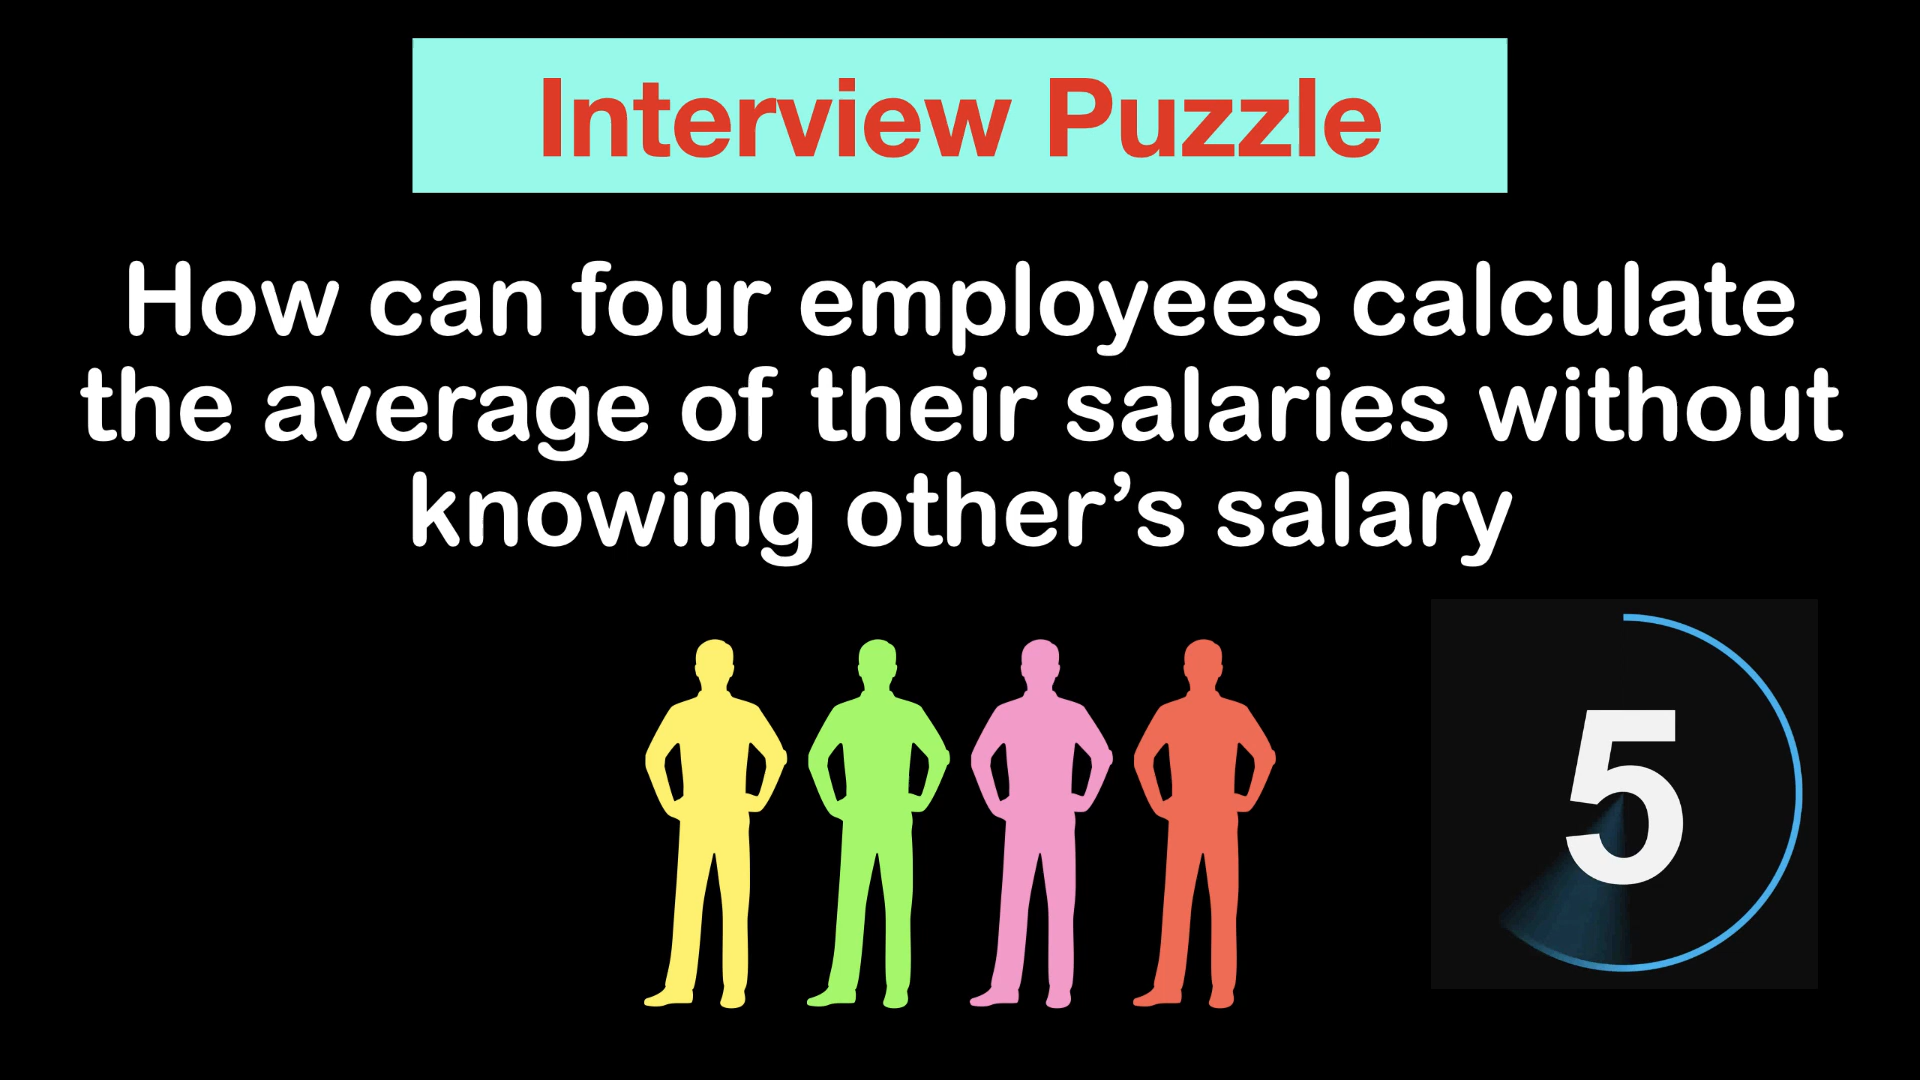 Interview Puzzle
How can four employees calculate
the average of their salaries without
knowing other’s salary
5